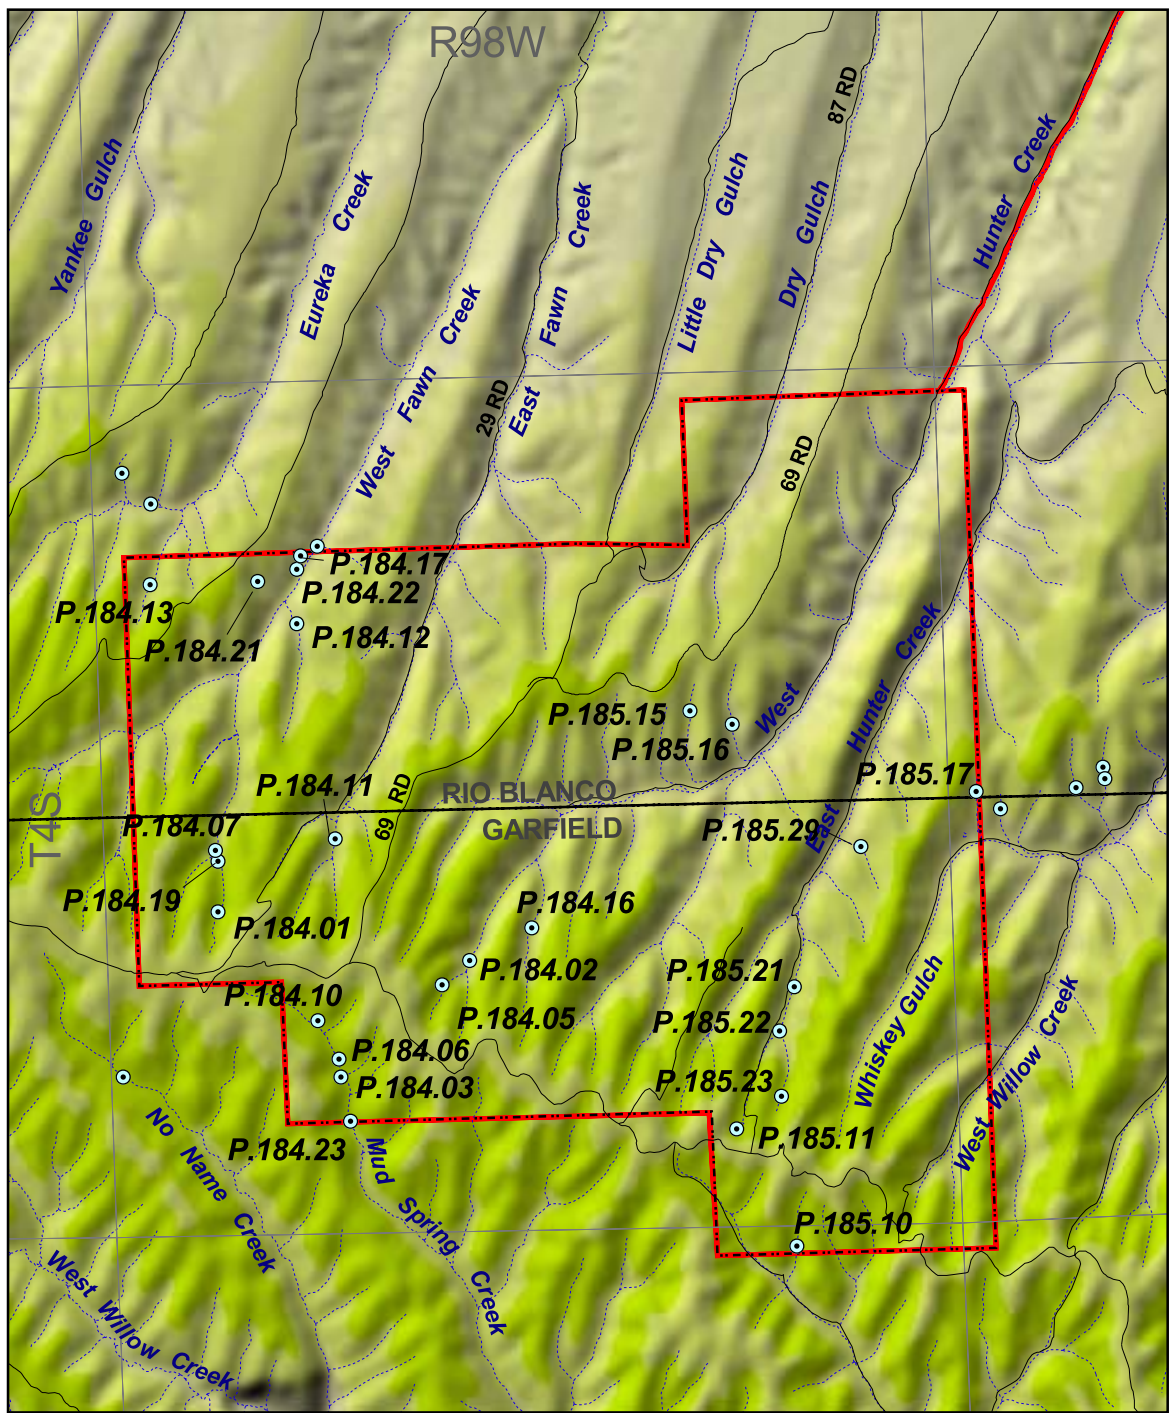 R98W
87 RD
Yankee Gulch
Eureka Creek
West Fawn Creek
East Fawn Creek
Little Dry Gulch
Dry Gulch
Hunter Creek
29 RD
69 RD
P.184.17
P.184.22
P.184.13
P.184.12
P.184.21
West
East Hunter Creek
P.185.15
P.185.16
P.185.17
P.184.11
RIO BLANCO
69 RD
T4S
P.184.07
GARFIELD
P.185.29
P.184.19
P.184.16
P.184.01
P.184.02
P.185.21
P.184.10
P.184.05
P.185.22
Whiskey Gulch
West Willow Creek
P.184.06
P.184.03
P.185.23
P.185.11
P.184.23
No Name Creek
Mud Spring Creek
P.185.10
West Willow Creek